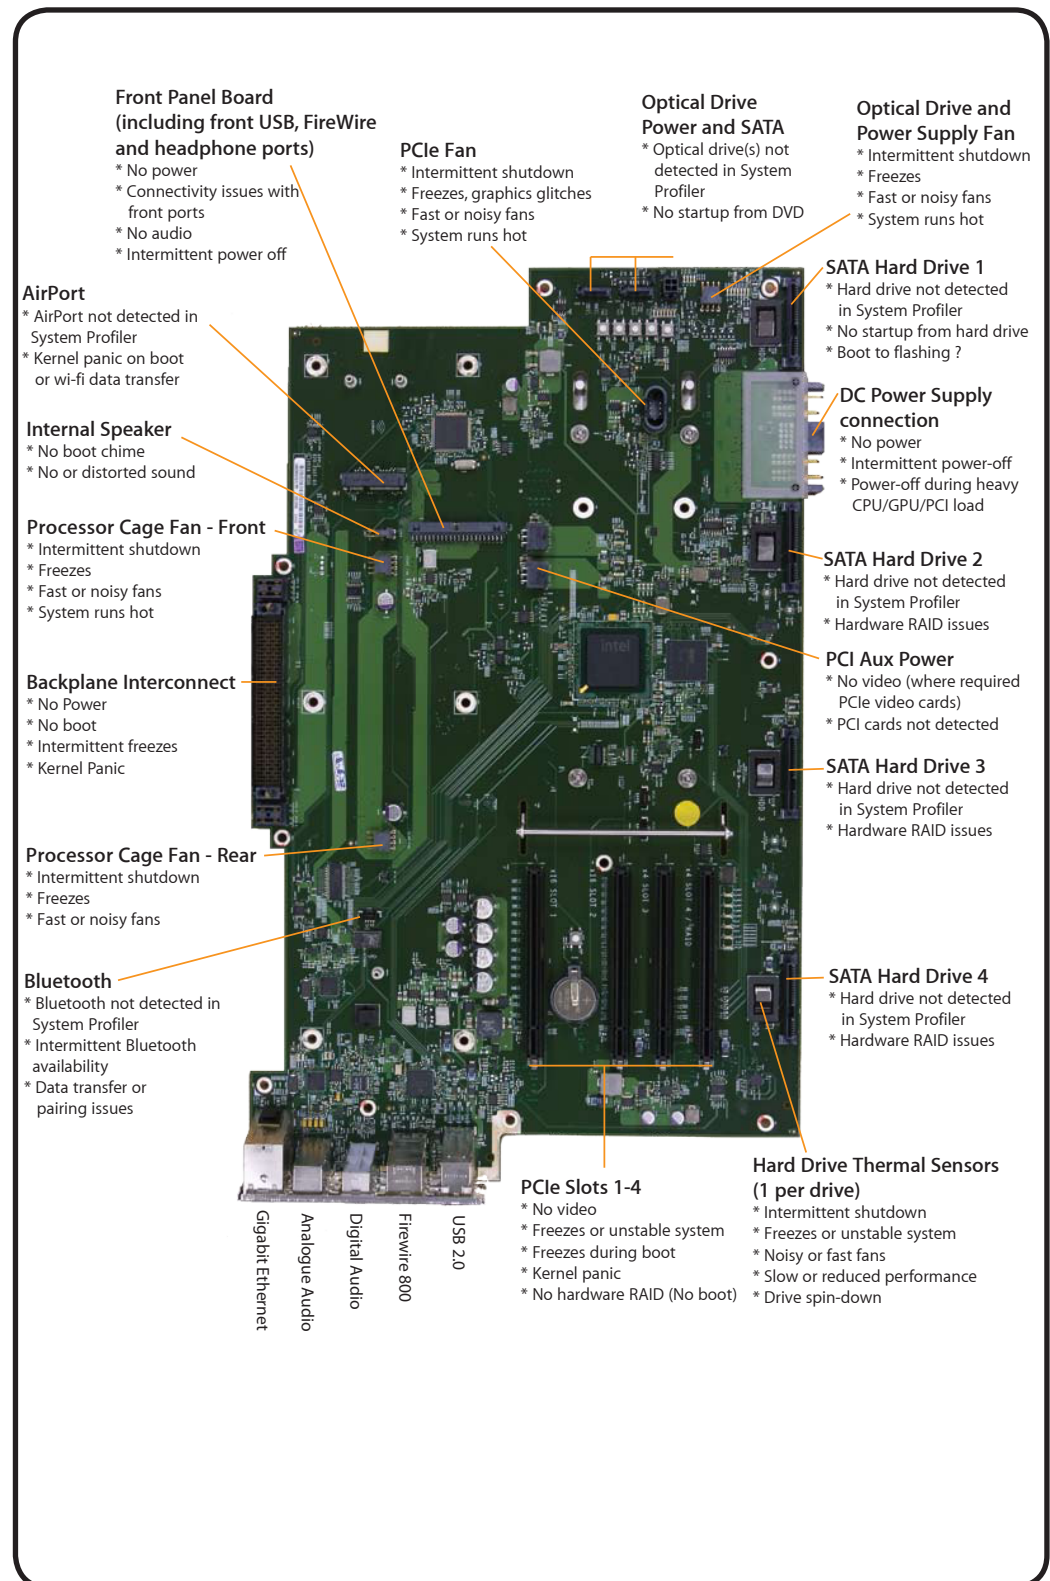 Front Panel Board
(including front USB, FireWire
and headphone ports)
* No power
* Connectivity issues with
front ports
* No audio
* Intermittent power off
PCIe Fan
* Intermittent shutdown
* Freezes, graphics glitches
* Fast or noisy fans
* System runs hot
Optical Drive
Power and SATA
* Optical drive(s) not
detected in System
Profiler
* No startup from DVD
Optical Drive and
Power Supply Fan
* Intermittent shutdown
* Freezes
* Fast or noisy fans
* System runs hot
AirPort
* AirPort not detected in
System Profiler
* Kernel panic on boot
or wi-fi data transfer
Internal Speaker
* No boot chime
* No or distorted sound
Processor Cage Fan - Front
* Intermittent shutdown
* Freezes
* Fast or noisy fans
* System runs hot
Backplane Interconnect
* No Power
* No boot
* Intermittent freezes
* Kernel Panic
Processor Cage Fan - Rear
* Intermittent shutdown
* Freezes
* Fast or noisy fans
Bluetooth
* Bluetooth not detected in
System Profiler
* Intermittent Bluetooth
availability
* Data transfer or
pairing issues
SATA Hard Drive 1
* Hard drive not detected
in System Profiler
* No startup from hard drive
* Boot to flashing ?
DC Power Supply
connection
* No power
* Intermittent power-off
* Power-off during heavy
CPU/GPU/PCI load
SATA Hard Drive 2
* Hard drive not detected
in System Profiler
* Hardware RAID issues
PCI Aux Power
* No video (where required
PCIe video cards)
* PCI cards not detected
SATA Hard Drive 3
* Hard drive not detected
in System Profiler
* Hardware RAID issues
SATA Hard Drive 4
* Hard drive not detected
in System Profiler
* Hardware RAID issues
Hard Drive Thermal Sensors
(1 per drive)
* Intermittent shutdown
* Freezes or unstable system
* Noisy or fast fans
* Slow or reduced performance
* Drive spin-down
PCIe Slots 1-4
* No video
* Freezes or unstable system
* Freezes during boot
* Kernel panic
* No hardware RAID (No boot)
Gigabit Ethernet
Analogue Audio
Digital Audio
Firewire 800
USB 2.0
intel
HDD 3
X16 SLOT 1
SLOT 2
X4 SLOT 3